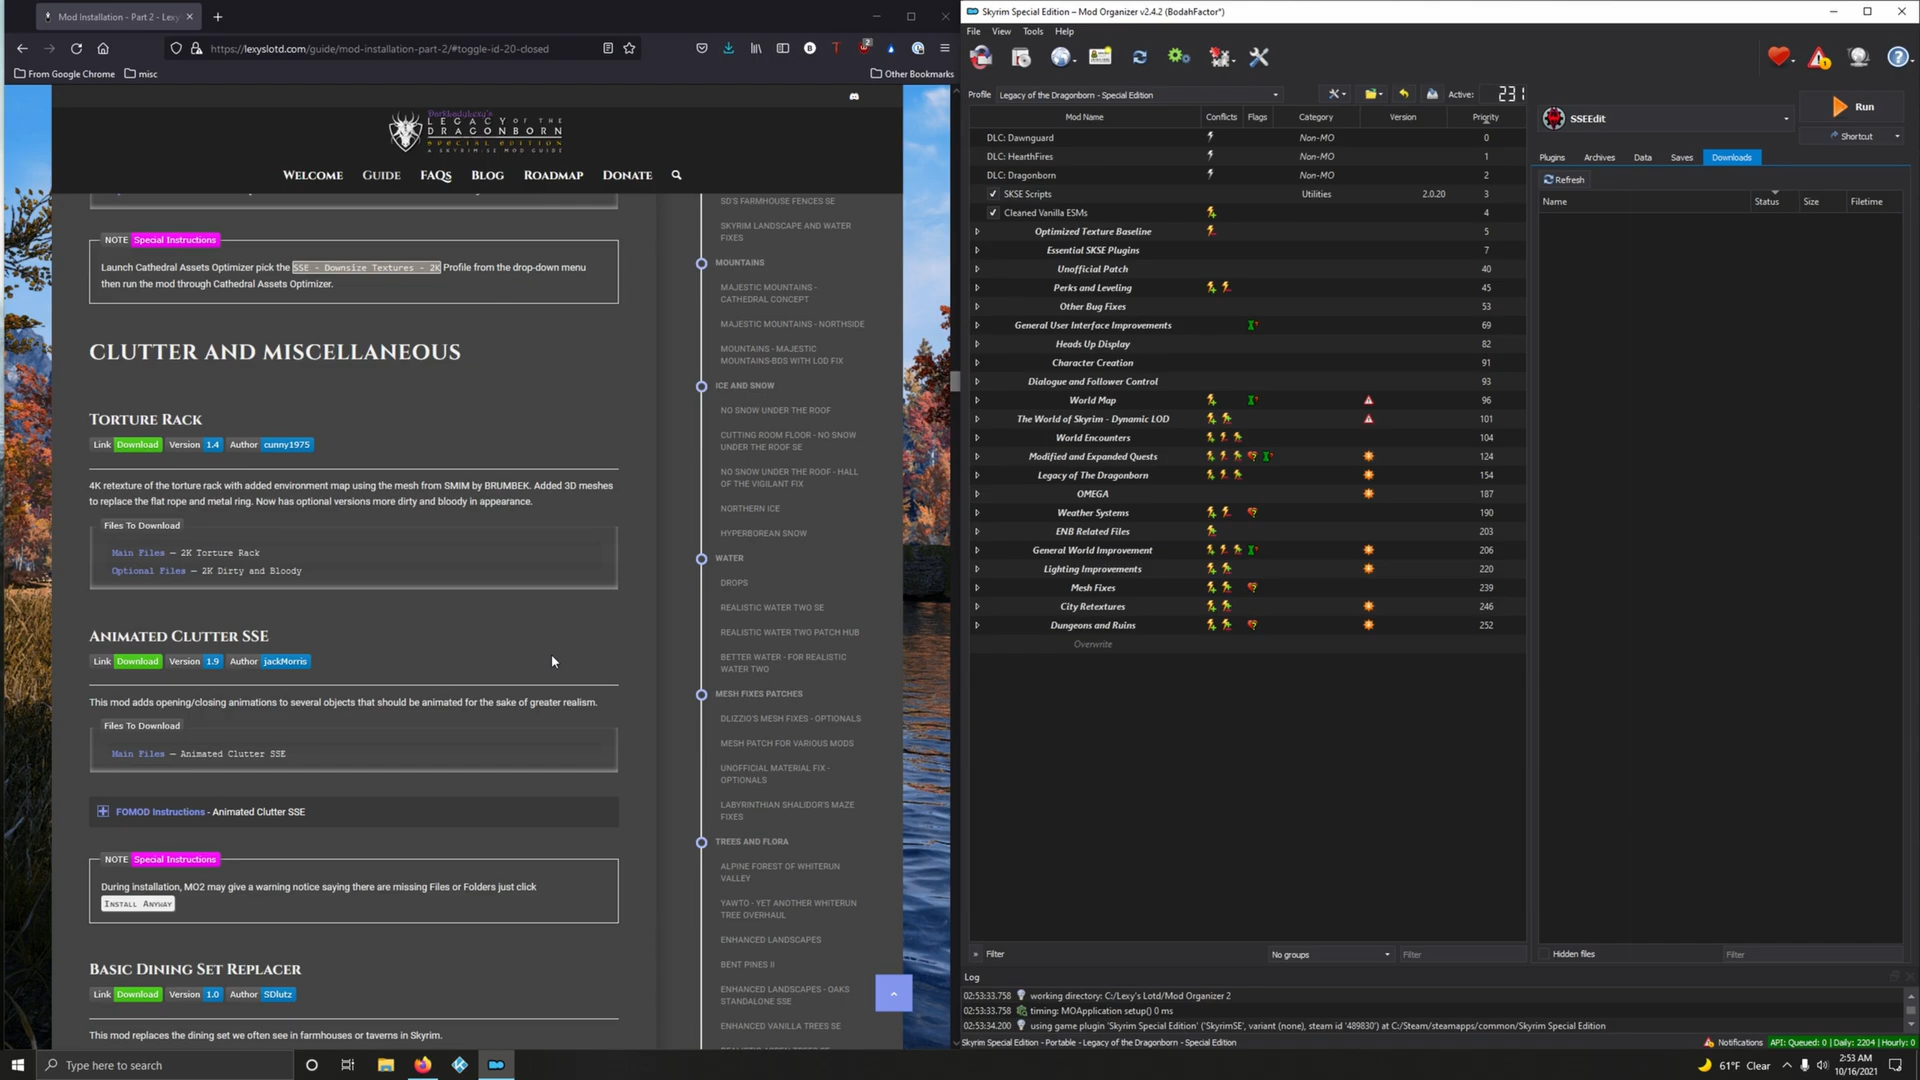 Mod Installation - Part 2 - Lexy
https://lexyslotd.com/guide/mod-installation-part-2/#toggle-id-20-closed
From Google Chrome
misc
Other Bookmarks
DarkladyLexy's
LEGACY OF THE
DRAGONBORN
SPECIAL EDITION
A SKYRIM:SE MOD GUIDE
WELCOME
GUIDE
FAQs
BLOG
ROADMAP
DONATE
NOTE Special Instructions
Launch Cathedral Assets Optimizer pick the SSE - Downsize Textures - 2K Profile from the drop-down menu
then run the mod through Cathedral Assets Optimizer.
CLUTTER AND MISCELLANEOUS
TORTURE RACK
Link Download Version 1.4 Author cunny1975
4K retexture of the torture rack with added environment map using the mesh from SMIM by BRUMBEK. Added 3D meshes
to replace the flat rope and metal ring. Now has optional versions more dirty and bloody in appearance.
Files To Download
Main Files — 2K Torture Rack
Optional Files — 2K Dirty and Bloody
ANIMATED CLUTTER SSE
Link Download Version 1.9 Author jackMorris
This mod adds opening/closing animations to several objects that should be animated for the sake of greater realism.
Files To Download
Main Files — Animated Clutter SSE
FOMOD Instructions - Animated Clutter SSE
NOTE Special Instructions
During installation, MO2 may give a warning notice saying there are missing Files or Folders just click
INSTALL ANYWAY
BASIC DINING SET REPLACER
Link Download Version 1.0 Author SDlutz
This mod replaces the dining set we often see in farmhouses or taverns in Skyrim.
SD'S FARMHOUSE FENCES SE
SKYRIM LANDSCAPE AND WATER
FIXES
MOUNTAINS
MAJESTIC MOUNTAINS -
CATHEDRAL CONCEPT
MAJESTIC MOUNTAINS - NORTHSIDE
MOUNTAINS - MAJESTIC
MOUNTAINS-BDS WITH LOD FIX
ICE AND SNOW
NO SNOW UNDER THE ROOF
CUTTING ROOM FLOOR - NO SNOW
UNDER THE ROOF SE
NO SNOW UNDER THE ROOF - HALL
OF THE VIGILANT FIX
NORTHERN ICE
HYPERBOREAN SNOW
WATER
DROPS
REALISTIC WATER TWO SE
REALISTIC WATER TWO PATCH HUB
BETTER WATER - FOR REALISTIC
WATER TWO
MESH FIXES PATCHES
DLIZZIO'S MESH FIXES - OPTIONALS
MESH PATCH FOR VARIOUS MODS
UNOFFICIAL MATERIAL FIX -
OPTIONALS
LABYRINTHIAN SHALIDOR'S MAZE
FIXES
TREES AND FLORA
ALPINE FOREST OF WHITERUN
VALLEY
YAWTO - YET ANOTHER WHITERUN
TREE OVERHAUL
ENHANCED LANDSCAPES
BENT PINES II
ENHANCED LANDSCAPES - OAKS
STANDALONE SSE
ENHANCED VANILLA TREES SE
Skyrim Special Edition – Mod Organizer v2.4.2 (BodahFactor*)
File View Tools Help
Profile Legacy of the Dragonborn - Special Edition Active: 231
Mod Name Conflicts Flags Category Version Priority
DLC: Dawnguard Non-MO 0
DLC: HearthFires Non-MO 1
DLC: Dragonborn Non-MO 2
SKSE Scripts Utilities 2.0.20 3
Cleaned Vanilla ESMs 4
Optimized Texture Baseline 5
Essential SKSE Plugins 7
Unofficial Patch 40
Perks and Leveling 45
Other Bug Fixes 53
General User Interface Improvements 69
Heads Up Display 82
Character Creation 91
Dialogue and Follower Control 93
World Map 96
The World of Skyrim - Dynamic LOD 101
World Encounters 104
Modified and Expanded Quests 124
Legacy of The Dragonborn 154
OMEGA 187
Weather Systems 190
ENB Related Files 203
General World Improvement 206
Lighting Improvements 220
Mesh Fixes 239
City Retextures 246
Dungeons and Ruins 252
Overwrite
» Filter No groups Filter
SSEEdit
Run
Shortcut
Plugins Archives Data Saves Downloads
Refresh
Name Status Size Filetime
Hidden files Filter
Log
02:53:33.758 working directory: C:/Lexy's Lotd/Mod Organizer 2
02:53:33.758 timing: MOApplication setup() 0 ms
02:53:34.200 using game plugin 'Skyrim Special Edition' ('SkyrimSE', variant (none), steam id '489830') at C:/Steam/steamapps/common/Skyrim Special Edition
Skyrim Special Edition - Portable - Legacy of the Dragonborn - Special Edition
Notifications API: Queued: 0 | Daily: 2204 | Hourly: 0
Type here to search
61°F Clear
2:53 AM
10/16/2021